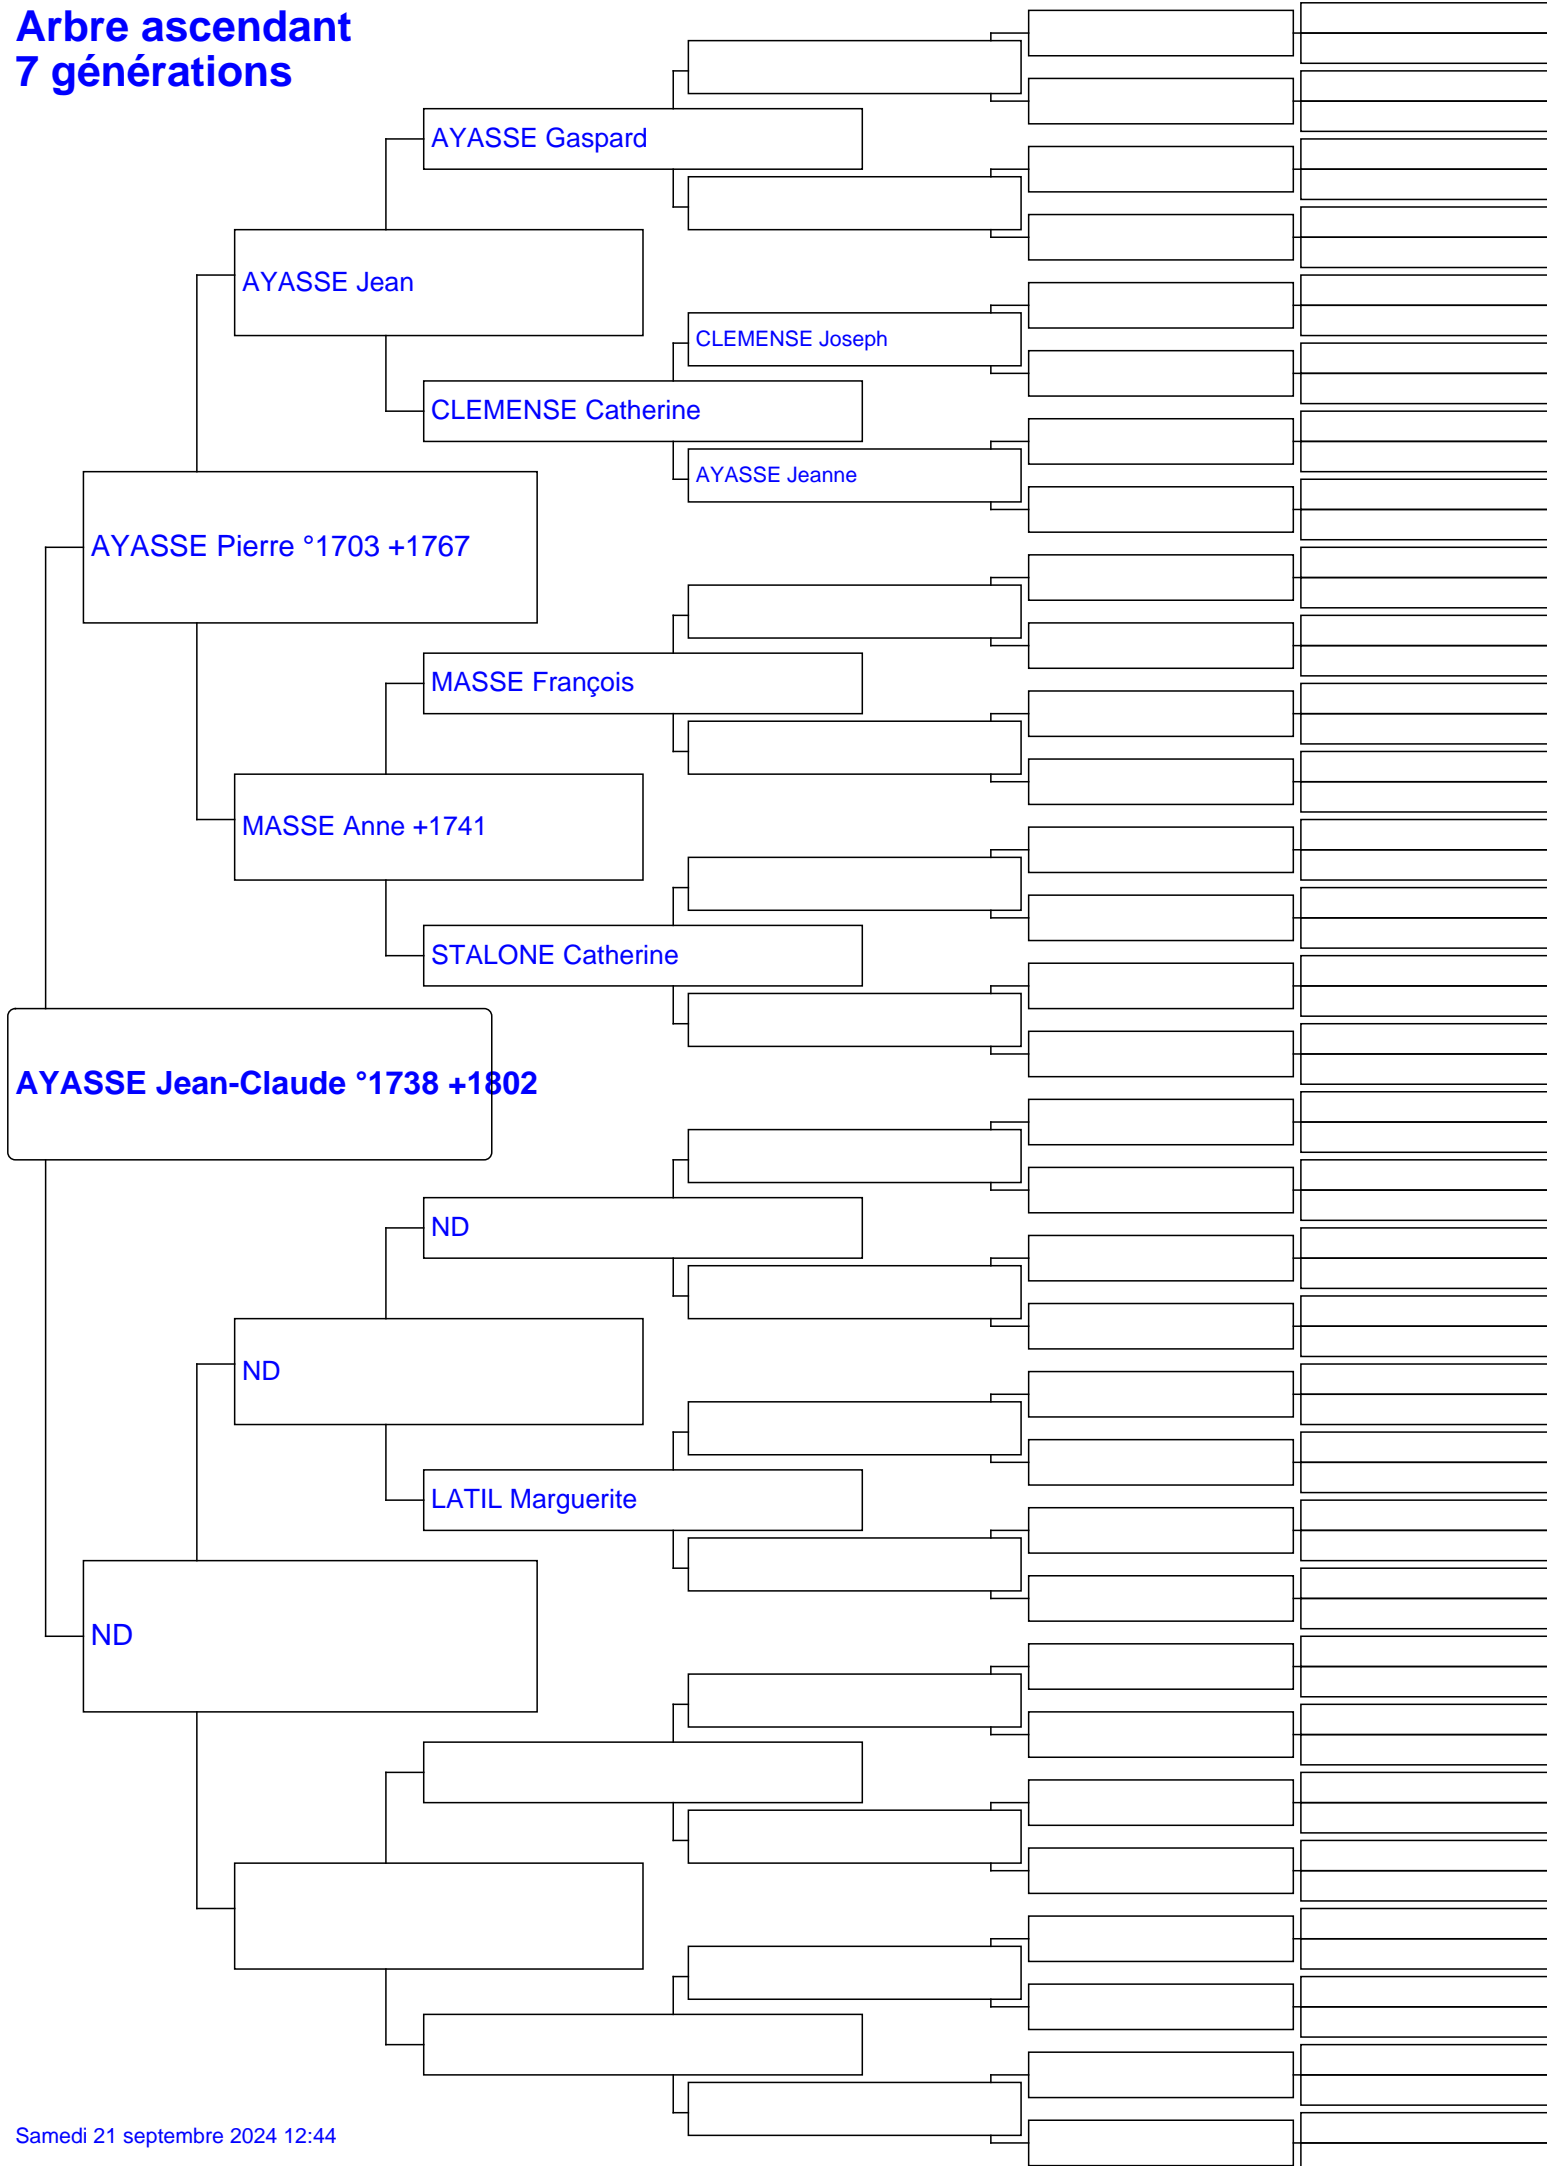 Arbre ascendant
7 générations
AYASSE Gaspard
AYASSE Jean
CLEMENSE Joseph
CLEMENSE Catherine
AYASSE Jeanne
AYASSE Pierre °1703 +1767
MASSE François
MASSE Anne +1741
STALONE Catherine
AYASSE Jean-Claude °1738 +1802
ND
ND
LATIL Marguerite
ND
Samedi 21 septembre 2024 12:44